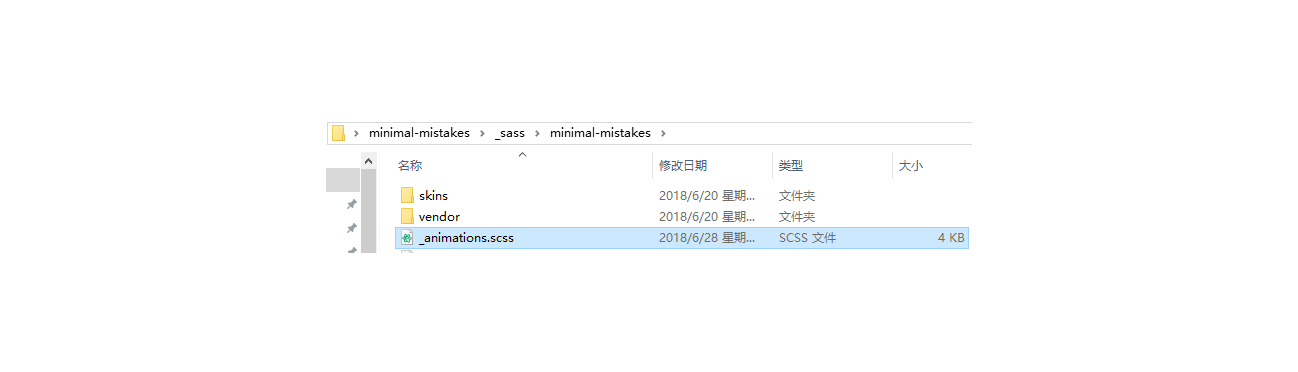 minimal-mistakes > _sass > minimal-mistakes >
名称 修改日期 类型 大小
skins 2018/6/20 星期... 文件夹
vendor 2018/6/20 星期... 文件夹
_animations.scss 2018/6/28 星期... SCSS 文件 4 KB